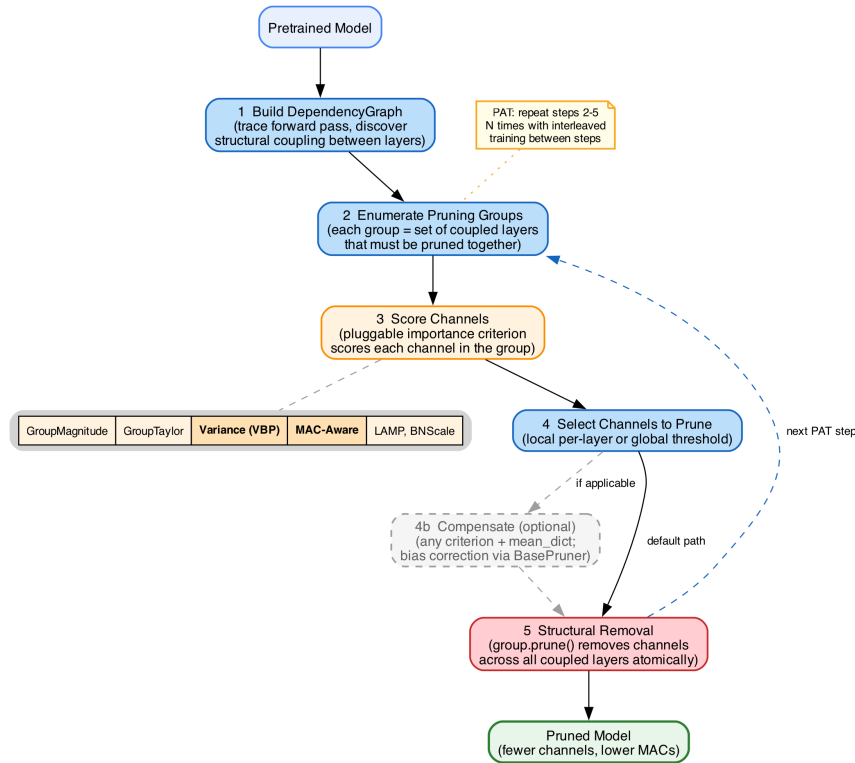 Pretrained Model
1  Build DependencyGraph
(trace forward pass, discover
structural coupling between layers)
PAT: repeat steps 2-5
N times with interleaved
training between steps
2  Enumerate Pruning Groups
(each group = set of coupled layers
that must be pruned together)
3  Score Channels
(pluggable importance criterion
scores each channel in the group)
GroupMagnitude
GroupTaylor
Variance (VBP)
MAC-Aware
LAMP, BNScale
4  Select Channels to Prune
(local per-layer or global threshold)
next PAT step
if applicable
4b  Compensate (optional)
(any criterion + mean_dict;
bias correction via BasePruner)
default path
5  Structural Removal
(group.prune() removes channels
across all coupled layers atomically)
Pruned Model
(fewer channels, lower MACs)